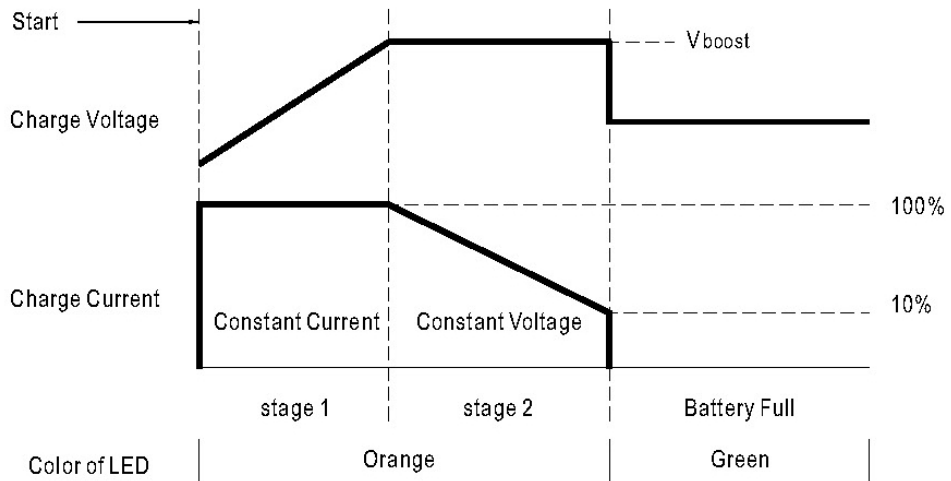 Start
Vboost
Charge Voltage
100%
Charge Current
10%
Constant Current
Constant Voltage
stage 1
stage 2
Battery Full
Color of LED
Orange
Green